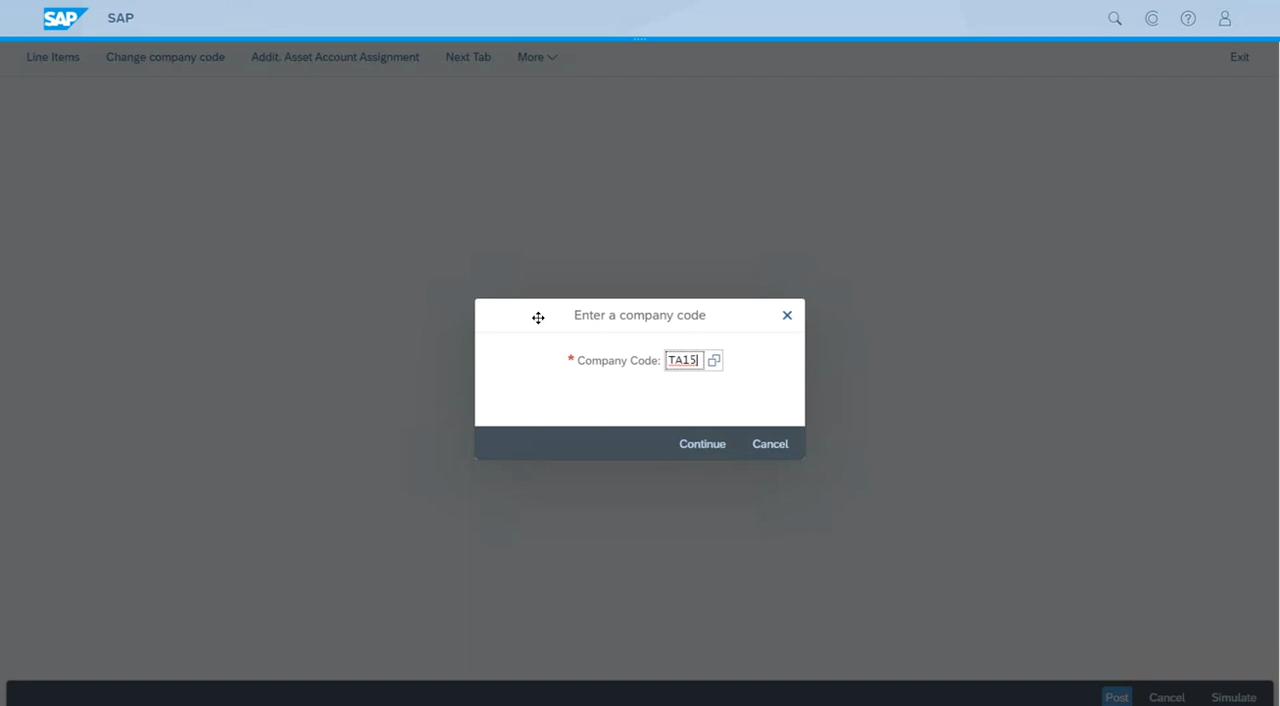 SAP SAP
Line Items Change company code Addit. Asset Account Assignment Next Tab More Exit
Enter a company code
* Company Code: TA15
Continue Cancel
Post Cancel Simulate